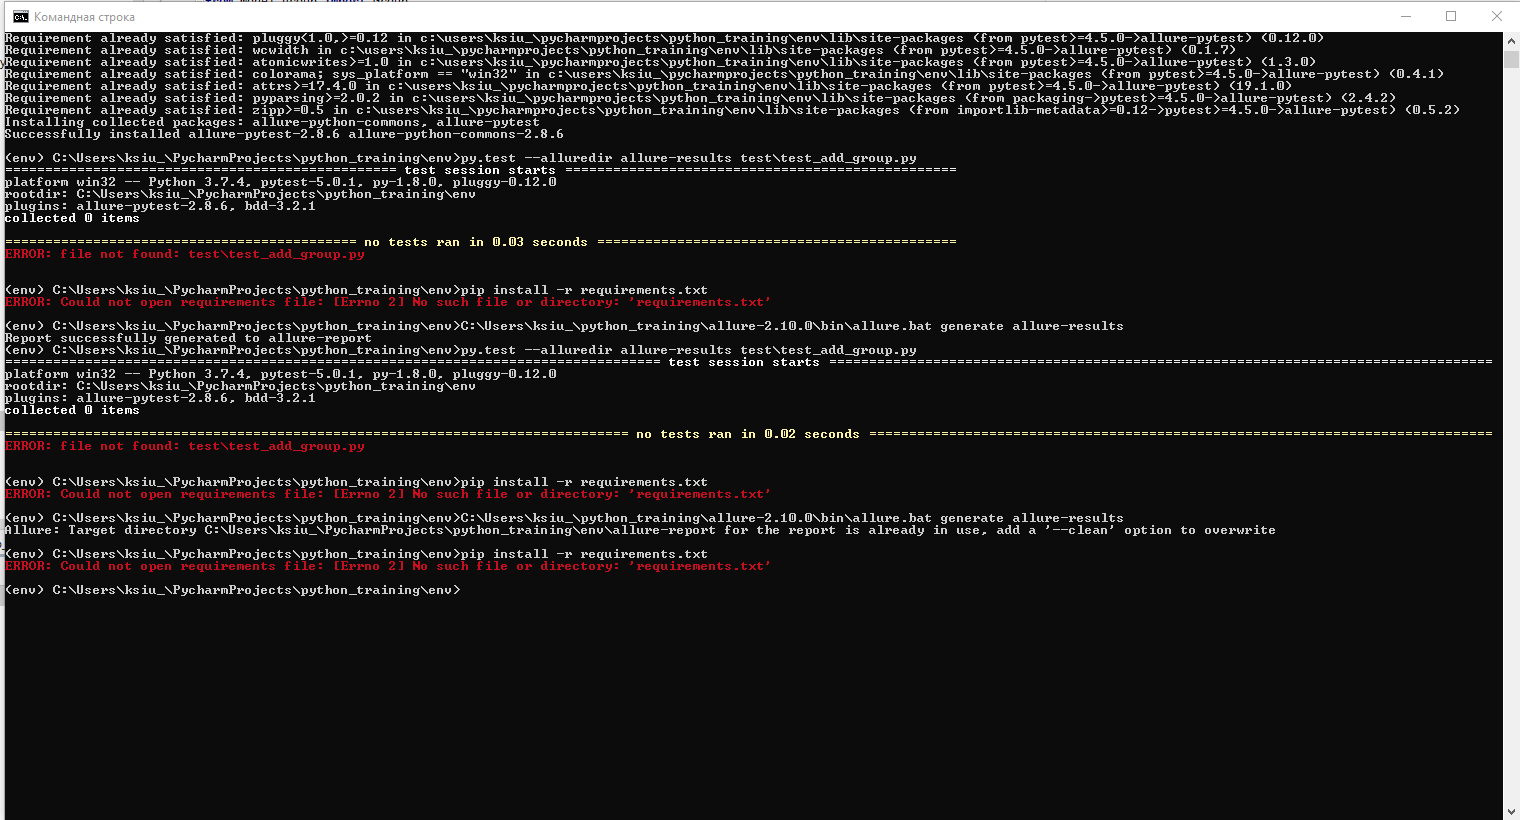 Командная строка
Requirement already satisfied: pluggy<1.0,>=0.12 in c:\users\ksiu_\pycharmprojects\python_training\env\lib\site-packages (from pytest>=4.5.0->allure-pytest) (0.12.0)
Requirement already satisfied: wcwidth in c:\users\ksiu_\pycharmprojects\python_training\env\lib\site-packages (from pytest>=4.5.0->allure-pytest) (0.1.7)
Requirement already satisfied: atomicwrites>=1.0 in c:\users\ksiu_\pycharmprojects\python_training\env\lib\site-packages (from pytest>=4.5.0->allure-pytest) (1.3.0)
Requirement already satisfied: colorama; sys_platform == "win32" in c:\users\ksiu_\pycharmprojects\python_training\env\lib\site-packages (from pytest>=4.5.0->allure-pytest) (0.4.1)
Requirement already satisfied: attrs>=17.4.0 in c:\users\ksiu_\pycharmprojects\python_training\env\lib\site-packages (from pytest>=4.5.0->allure-pytest) (19.1.0)
Requirement already satisfied: pyparsing>=2.0.2 in c:\users\ksiu_\pycharmprojects\python_training\env\lib\site-packages (from packaging->pytest>=4.5.0->allure-pytest) (2.4.2)
Requirement already satisfied: zipp>=0.5 in c:\users\ksiu_\pycharmprojects\python_training\env\lib\site-packages (from importlib-metadata>=0.12->pytest>=4.5.0->allure-pytest) (0.5.2)
Installing collected packages: allure-python-commons, allure-pytest
Successfully installed allure-pytest-2.8.6 allure-python-commons-2.8.6
(env) C:\Users\ksiu_\PycharmProjects\python_training\env>py.test --alluredir allure-results test\test_add_group.py
================================================= test session starts =================================================
platform win32 -- Python 3.7.4, pytest-5.0.1, py-1.8.0, pluggy-0.12.0
rootdir: C:\Users\ksiu_\PycharmProjects\python_training\env
plugins: allure-pytest-2.8.6, bdd-3.2.1
collected 0 items
============================================ no tests ran in 0.03 seconds =============================================
ERROR: file not found: test\test_add_group.py
(env) C:\Users\ksiu_\PycharmProjects\python_training\env>pip install -r requirements.txt
ERROR: Could not open requirements file: [Errno 2] No such file or directory: 'requirements.txt'
(env) C:\Users\ksiu_\PycharmProjects\python_training\env>C:\Users\ksiu_\python_training\allure-2.10.0\bin\allure.bat generate allure-results
Report successfully generated to allure-report
(env) C:\Users\ksiu_\PycharmProjects\python_training\env>py.test --alluredir allure-results test\test_add_group.py
================================================================================== test session starts ===================================================================================
platform win32 -- Python 3.7.4, pytest-5.0.1, py-1.8.0, pluggy-0.12.0
rootdir: C:\Users\ksiu_\PycharmProjects\python_training\env
plugins: allure-pytest-2.8.6, bdd-3.2.1
collected 0 items
============================================================================== no tests ran in 0.02 seconds ==============================================================================
ERROR: file not found: test\test_add_group.py
(env) C:\Users\ksiu_\PycharmProjects\python_training\env>pip install -r requirements.txt
ERROR: Could not open requirements file: [Errno 2] No such file or directory: 'requirements.txt'
(env) C:\Users\ksiu_\PycharmProjects\python_training\env>C:\Users\ksiu_\python_training\allure-2.10.0\bin\allure.bat generate allure-results
Allure: Target directory C:\Users\ksiu_\PycharmProjects\python_training\env\allure-report for the report is already in use, add a '--clean' option to overwrite
(env) C:\Users\ksiu_\PycharmProjects\python_training\env>pip install -r requirements.txt
ERROR: Could not open requirements file: [Errno 2] No such file or directory: 'requirements.txt'
(env) C:\Users\ksiu_\PycharmProjects\python_training\env>